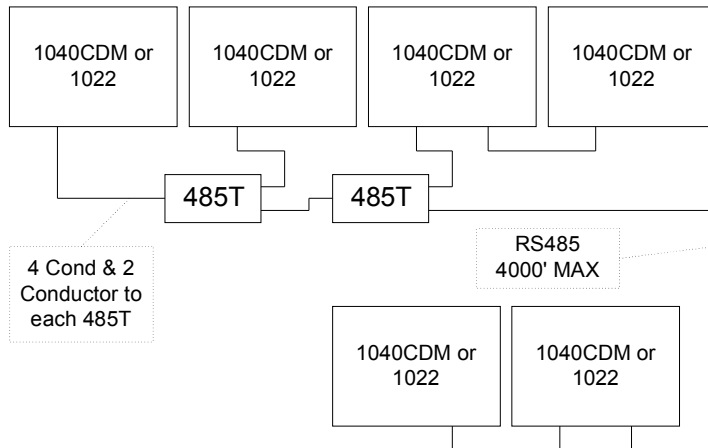 1040CDM or
1022
1040CDM or
1022
1040CDM or
1022
1040CDM or
1022
485T
485T
4 Cond & 2
Conductor to
each 485T
RS485
4000' MAX
1040CDM or
1022
1040CDM or
1022